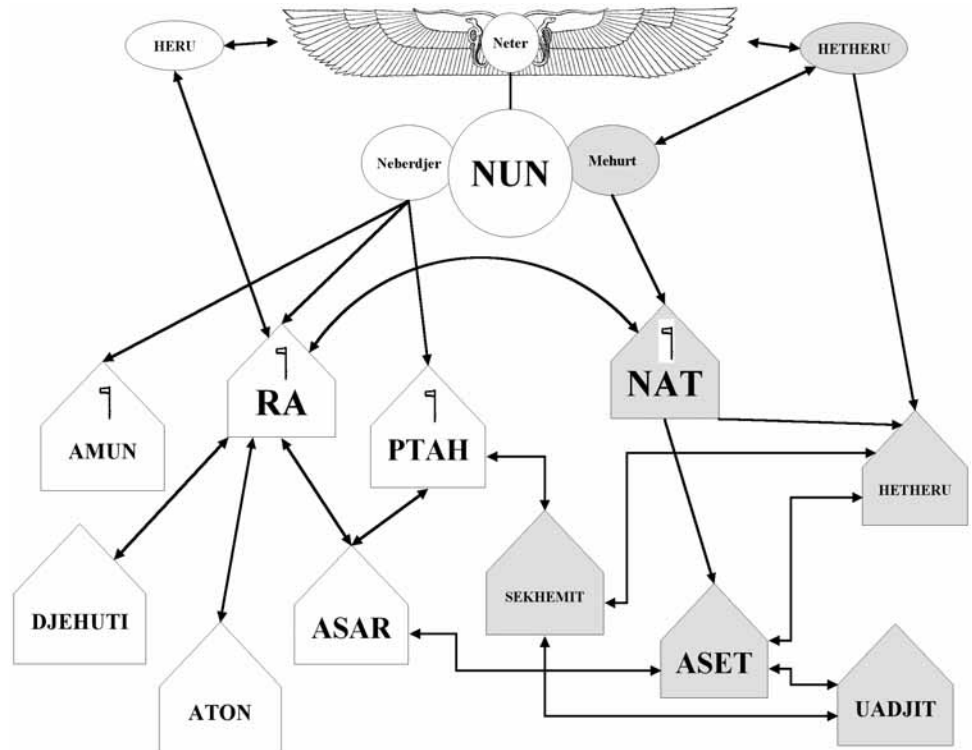 HERU
Neter
HETHERU
Neberdjer
NUN
Mehurt
AMUN
RA
PTAH
NAT
HETHERU
DJEHUTI
ATON
ASAR
SEKHEMIT
ASET
UADJIT